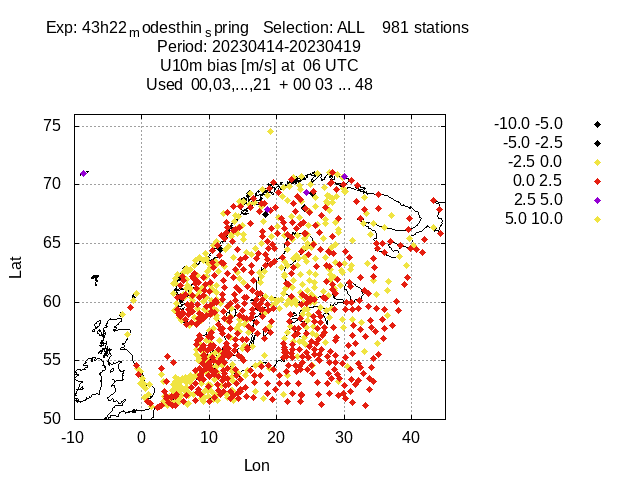 Exp: 43h22modesthinspring Selection: ALL 981 stations
Period: 20230414-20230419
U10m bias [m/s] at 06 UTC
Used 00,03,...,21 + 00 03 ... 48
-10.0 -5.0
-5.0 -2.5
-2.5 0.0
0.0 2.5
2.5 5.0
5.0 10.0
75
70
65
60
55
50
Lat
-10 0 10 20 30 40
Lon